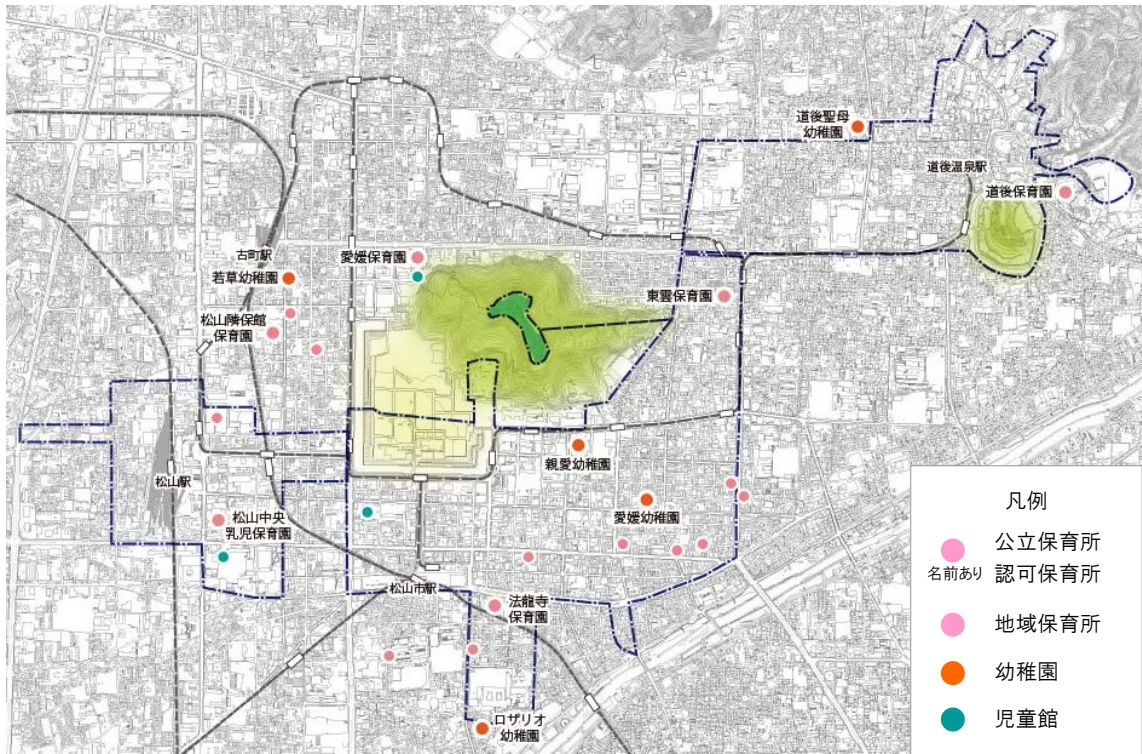 道後聖母
幼稚園
道後温泉駅
道後保育園
古町駅
愛媛保育園
若草幼稚園
東雲保育園
松山隣保館
保育園
親愛幼稚園
松山駅
愛媛幼稚園
松山中央
乳児保育園
松山市駅
法龍寺
保育園
ロザリオ
幼稚園
凡例
公立保育所
名前あり 認可保育所
地域保育所
幼稚園
児童館